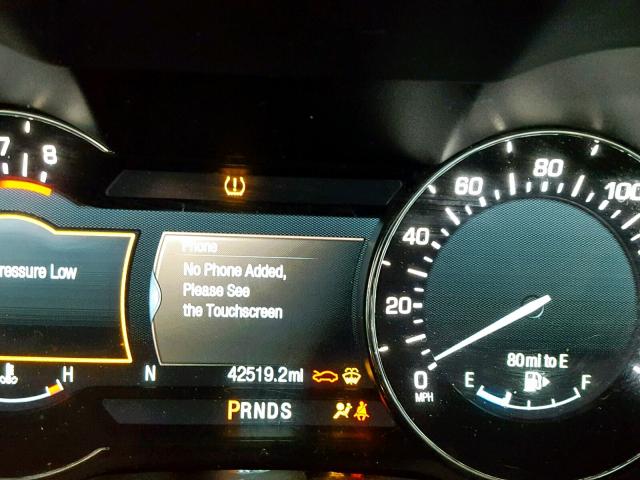 7 8
ressure Low
H
Phone
No Phone Added,
Please See
the Touchscreen
N
42519.2mi
PRNDS
0 20 40 60 80 100
MPH
80mi to E
E F